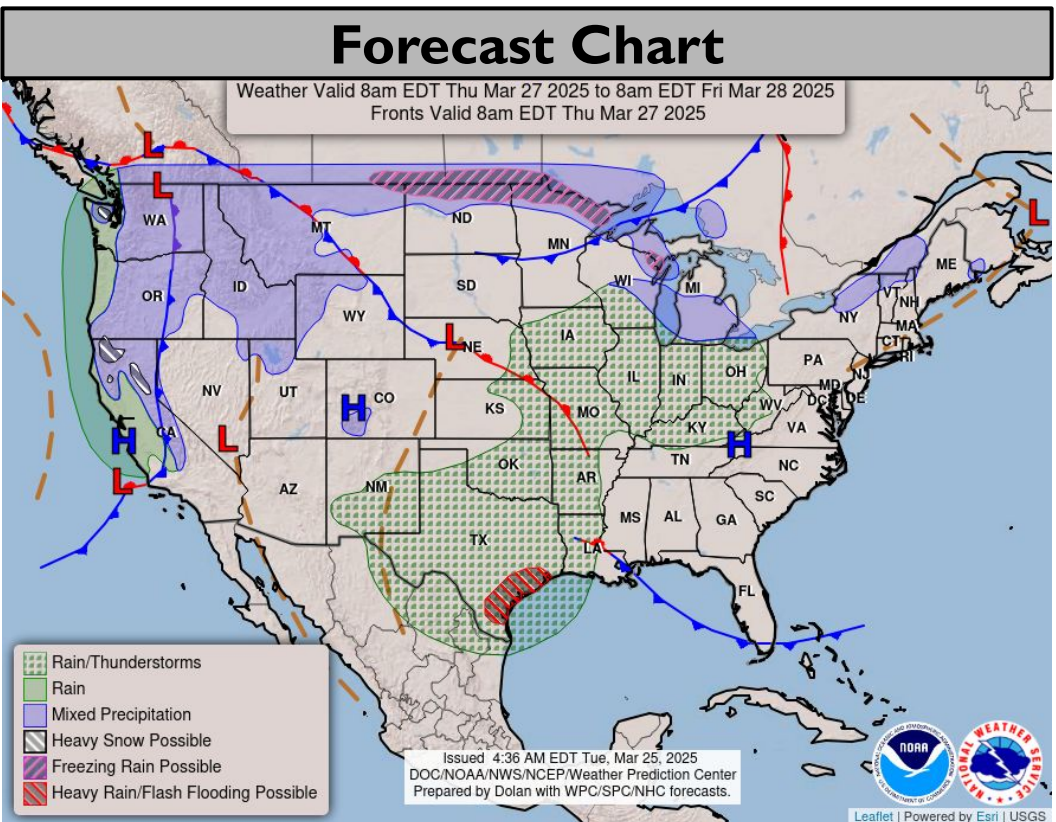 Forecast Chart
Weather Valid 8am EDT Thu Mar 27 2025 to 8am EDT Fri Mar 28 2025
Fronts Valid 8am EDT Thu Mar 27 2025
L
L
L
WA
MT
ND
MN
ME
OR
ID
WY
SD
WI
MI
VT
NH
NY
MA
CT
RI
L
NE
IA
PA
NJ
NV
UT
H
CO
KS
MO
IL
IN
OH
MD
DC
DE
WV
VA
KY
H
H
CA
L
L
AZ
NM
OK
AR
TN
NC
SC
TX
LA
MS
AL
GA
FL
Rain/Thunderstorms
Rain
Mixed Precipitation
Heavy Snow Possible
Freezing Rain Possible
Heavy Rain/Flash Flooding Possible
Issued 4:36 AM EDT Tue, Mar 25, 2025
DOC/NOAA/NWS/NCEP/Weather Prediction Center
Prepared by Dolan with WPC/SPC/NHC forecasts.
NOAA
NATIONAL WEATHER SERVICE
Leaflet | Powered by Esri | USGS